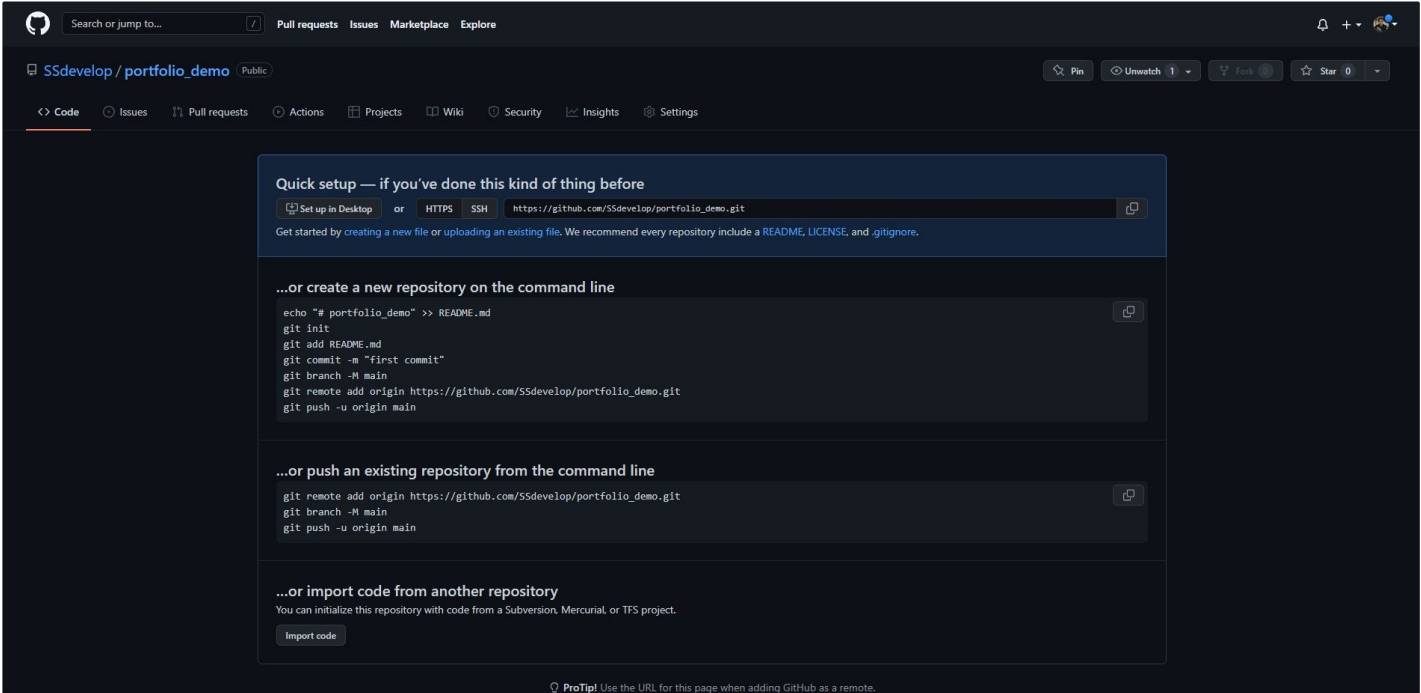 Search or jump to... /
Pull requests Issues Marketplace Explore
SSdevelop / portfolio_demo Public
Pin Unwatch 1 Fork 0 Star 0
Code Issues Pull requests Actions Projects Wiki Security Insights Settings
Quick setup — if you've done this kind of thing before
Set up in Desktop or HTTPS SSH https://github.com/SSdevelop/portfolio_demo.git
Get started by creating a new file or uploading an existing file. We recommend every repository include a README, LICENSE, and .gitignore.
...or create a new repository on the command line
echo "# portfolio_demo" >> README.md
git init
git add README.md
git commit -m "first commit"
git branch -M main
git remote add origin https://github.com/SSdevelop/portfolio_demo.git
git push -u origin main
...or push an existing repository from the command line
git remote add origin https://github.com/SSdevelop/portfolio_demo.git
git branch -M main
git push -u origin main
...or import code from another repository
You can initialize this repository with code from a Subversion, Mercurial, or TFS project.
Import code
ProTip! Use the URL for this page when adding GitHub as a remote.